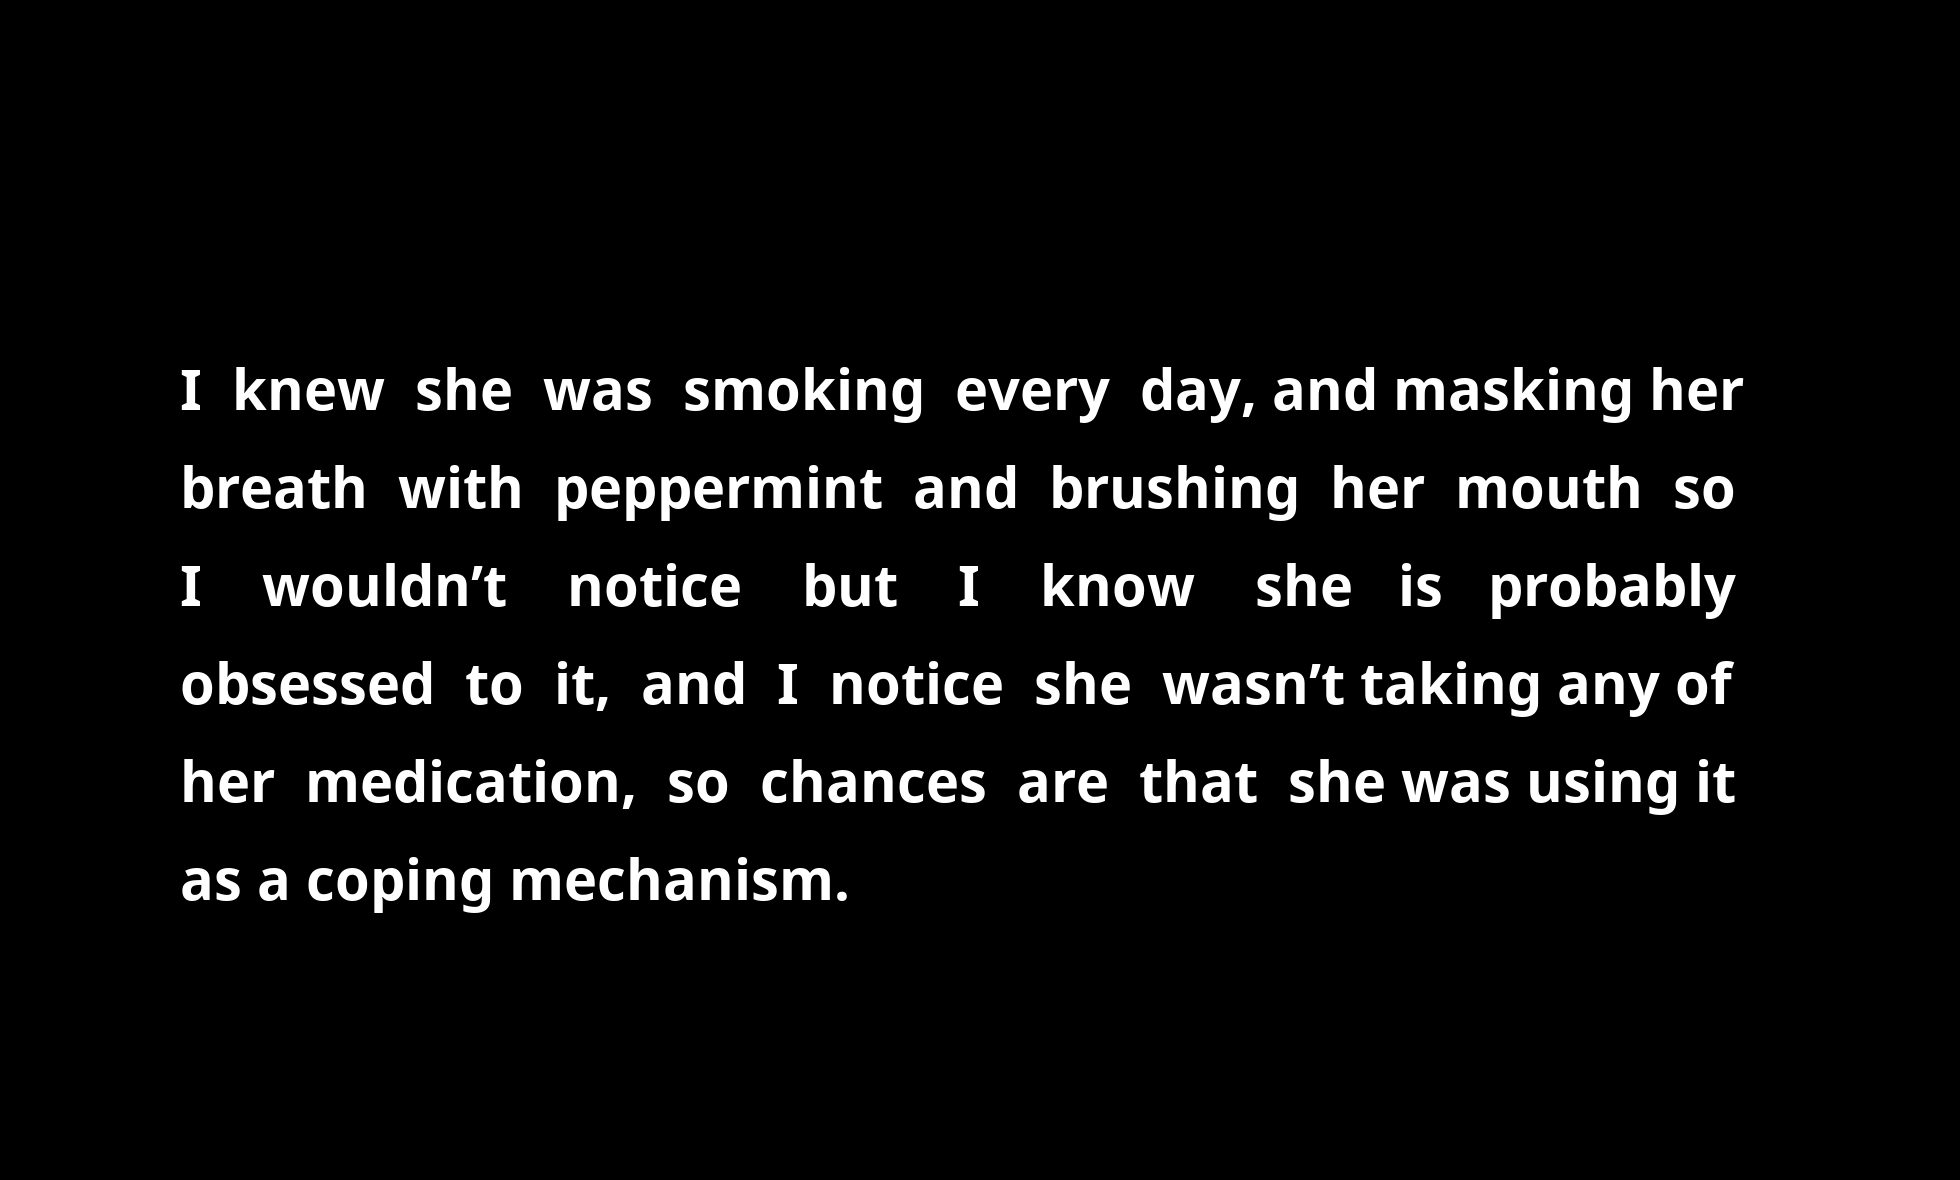 I knew she was smoking every day, and masking her
breath with peppermint and brushing her mouth so
I wouldn’t notice but I know she is probably
obsessed to it, and I notice she wasn’t taking any of
her medication, so chances are that she was using it
as a coping mechanism.